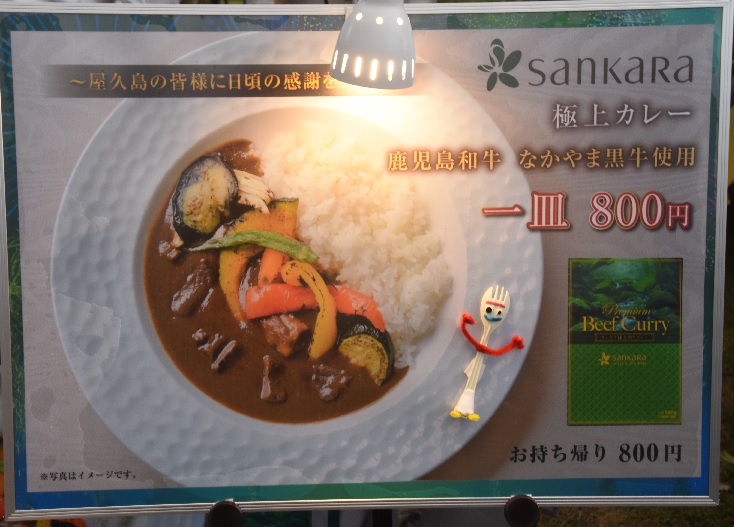 ～屋久島の皆様に日頃の感謝を
sankara
極上カレー
鹿児島和牛 なかやま黒牛使用
一皿 800円
Premium
Beef Curry
sankara
お持ち帰り 800円
※写真はイメージです。